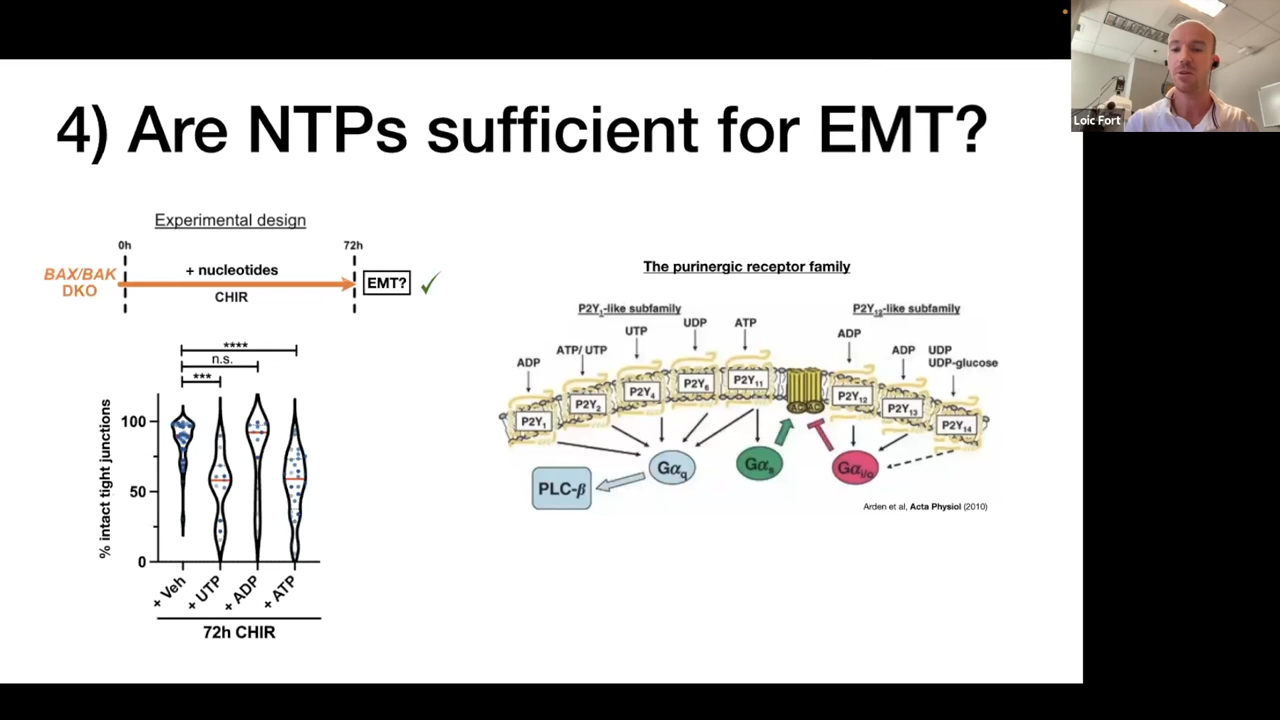 Loic Fort
4) Are NTPs sufficient for EMT?
Experimental design
0h
72h
BAX/BAK
DKO
+ nucleotides
CHIR
EMT?
****
n.s.
***
% intact tight junctions
100
50
0
+ Veh
+ UTP
+ ADP
+ ATP
72h CHIR
The purinergic receptor family
P2Y1-like subfamily
P2Y12-like subfamily
ADP
ATP/ UTP
UTP
UDP
ATP
ADP
ADP
UDP
UDP-glucose
P2Y1
P2Y2
P2Y4
P2Y6
P2Y11
P2Y12
P2Y13
P2Y14
PLC-β
Gαq
Gαs
Gαi/o
Arden et al, Acta Physiol (2010)